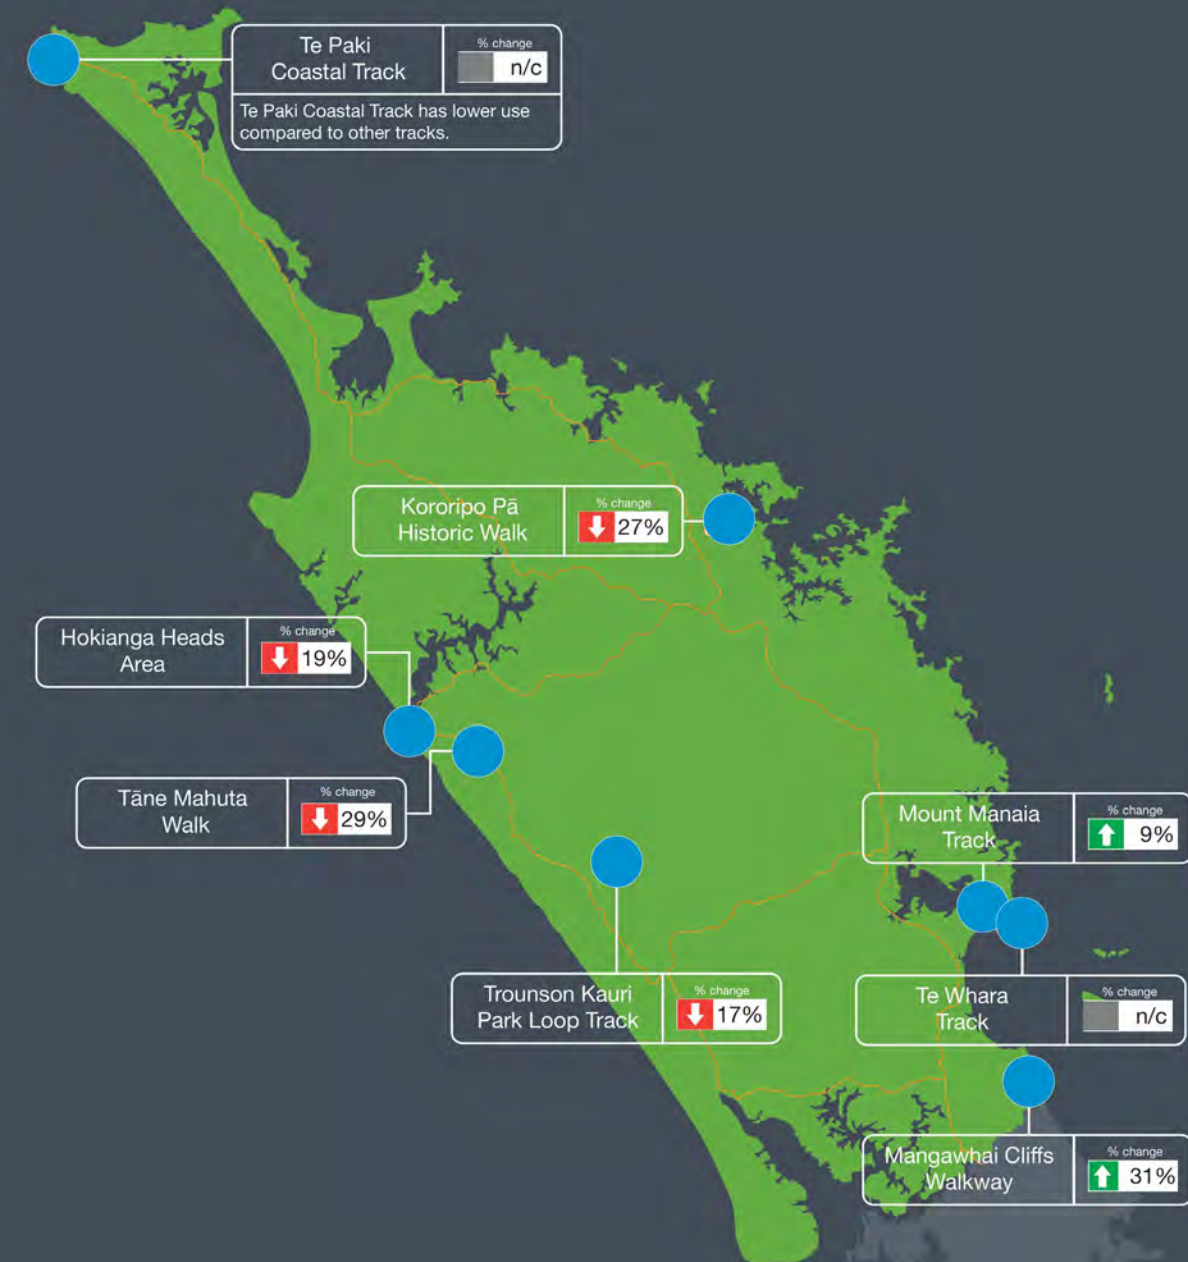 Te Paki
Coastal Track
% change
n/c
Te Paki Coastal Track has lower use
compared to other tracks.
Kororipo Pā
Historic Walk
% change
27%
Hokianga Heads
Area
% change
19%
Tāne Mahuta
Walk
% change
29%
Mount Manaia
Track
% change
9%
Trounson Kauri
Park Loop Track
% change
17%
Te Whara
Track
% change
n/c
Mangawhai Cliffs
Walkway
% change
31%